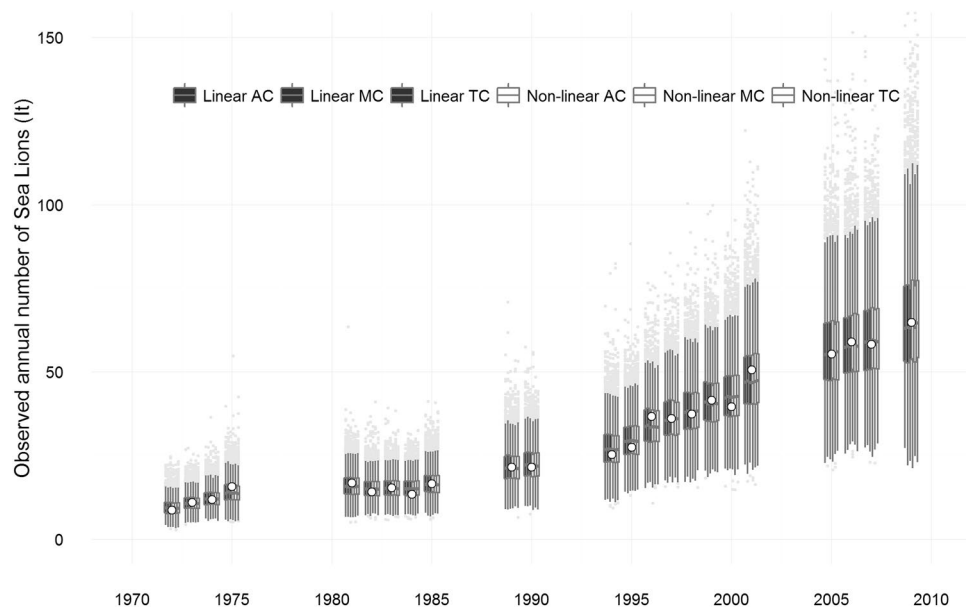 150
Linear AC Linear MC Linear TC Non-linear AC Non-linear MC Non-linear TC
Observed annual number of Sea Lions (It)
100
50
0
1970 1975 1980 1985 1990 1995 2000 2005 2010